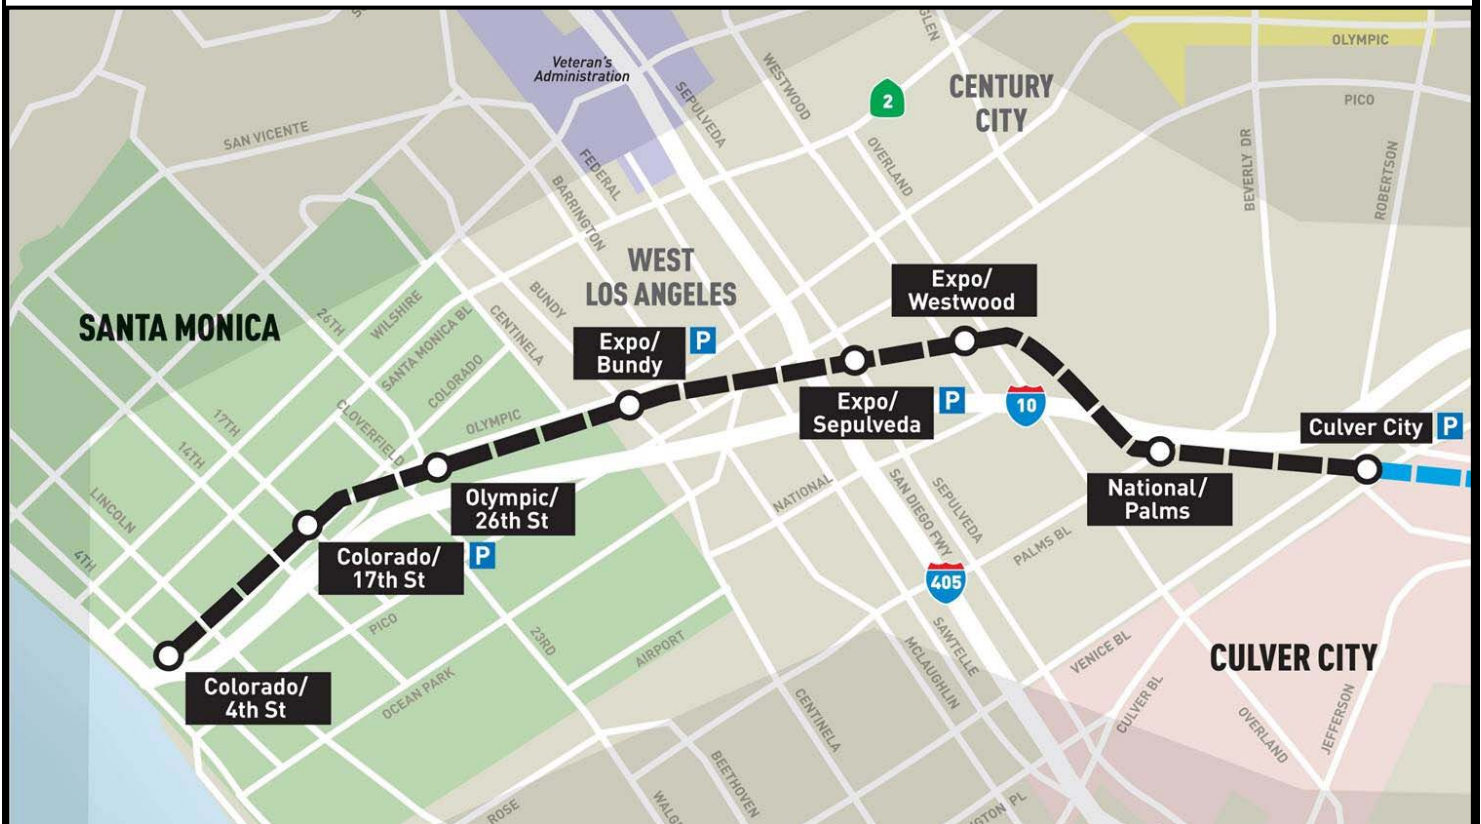 OLYMPIC
Veteran's
Administration
GLEN
WESTWOOD
CENTURY
CITY
2
PICO
SEPULVEDA
SAN VICENTE
OVERLAND
BEVERLY DR
ROBERTSON
FEDERAL
BARRINGTON
WEST
LOS ANGELES
Expo/
Westwood
BUNDY
WILSHIRE
26TH
SANTA MONICA
SANTA MONICA BL
CENTINELA
Expo/
Bundy
P
COLORADO
Expo/
Sepulveda
P
10
CLOVERFIELD
OLYMPIC
17TH
14TH
Culver City
P
LINCOLN
Olympic/
26th St
NATIONAL
SAN DIEGO FWY
SEPULVEDA
National/
Palms
4TH
Colorado/
17th St
P
PALMS BL
405
PICO
23RD
AIRPORT
SAWTELLE
MCLAUGHLIN
VENICE BL
CULVER CITY
Colorado/
4th St
OCEAN PARK
CENTINELA
CULVER BL
OVERLAND
JEFFERSON
BEETHOVEN
ROSE
PL